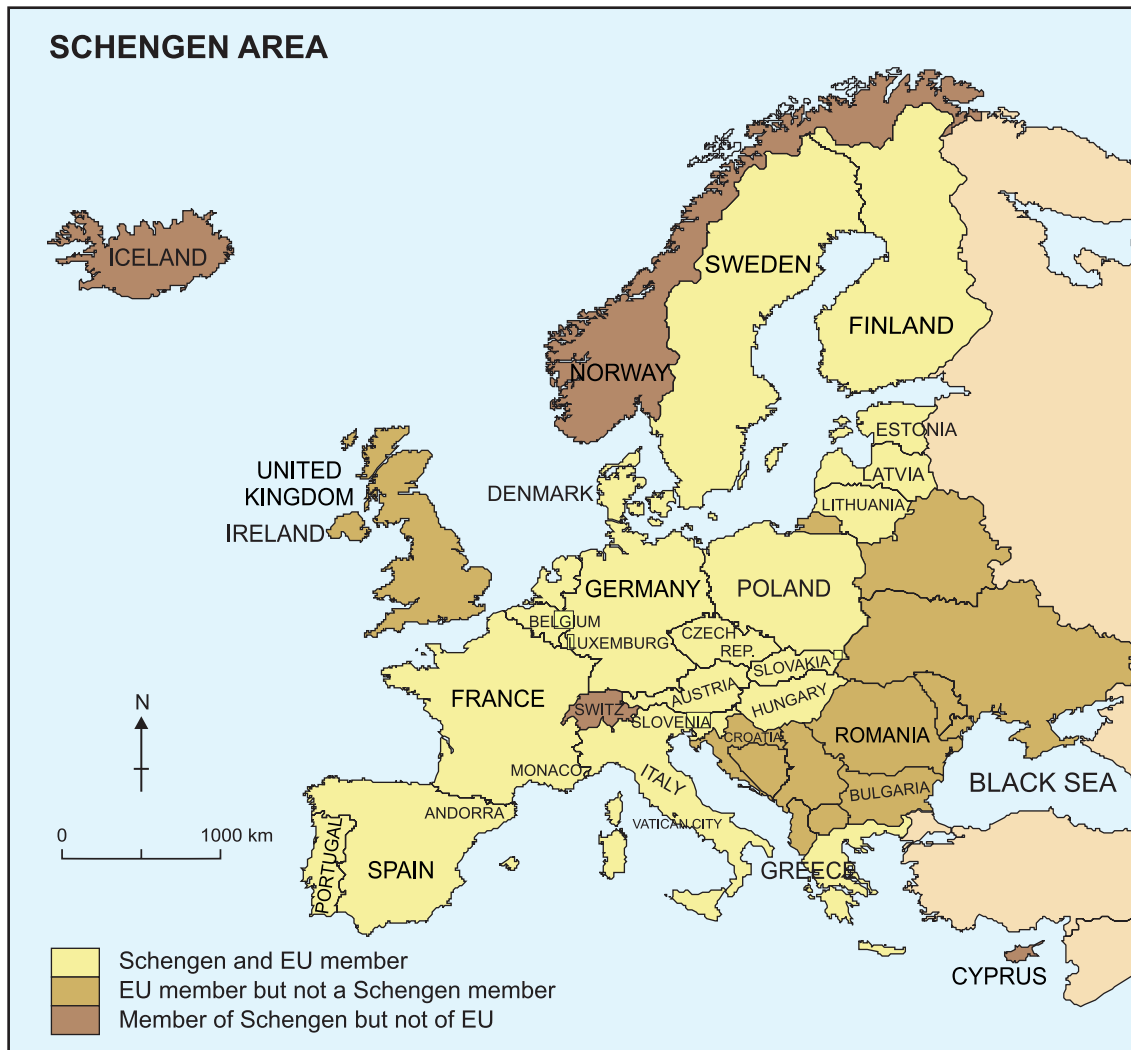 SCHENGEN AREA
ICELAND
SWEDEN
FINLAND
NORWAY
ESTONIA
LATVIA
LITHUANIA
UNITED
KINGDOM
IRELAND
DENMARK
GERMANY
POLAND
BELGIUM
LUXEMBURG
CZECH
REP.
SLOVAKIA
AUSTRIA
HUNGARY
FRANCE
SWITZ
SLOVENIA
CROATIA
ROMANIA
N
MONACO
ITALY
BULGARIA
BLACK SEA
ANDORRA
VATICAN CITY
0 1000 km
PORTUGAL
SPAIN
GREECE
CYPRUS
Schengen and EU member
EU member but not a Schengen member
Member of Schengen but not of EU